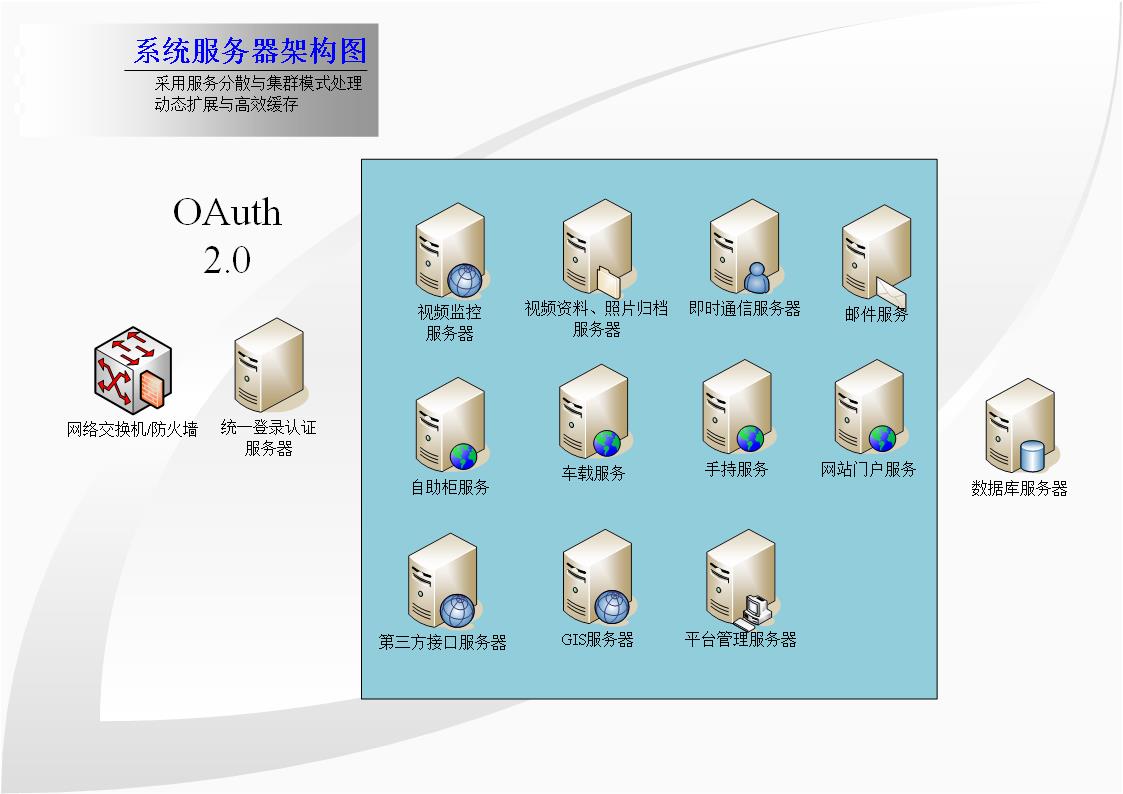 系统服务器架构图
采用服务分散与集群模式处理
动态扩展与高效缓存
OAuth
2.0
网络交换机/防火墙
统一登录认证
服务器
视频监控
服务器
视频资料、照片归档
服务器
即时通信服务器
邮件服务
自助柜服务
车载服务
手持服务
网站门户服务
第三方接口服务器
GIS服务器
平台管理服务器
数据库服务器